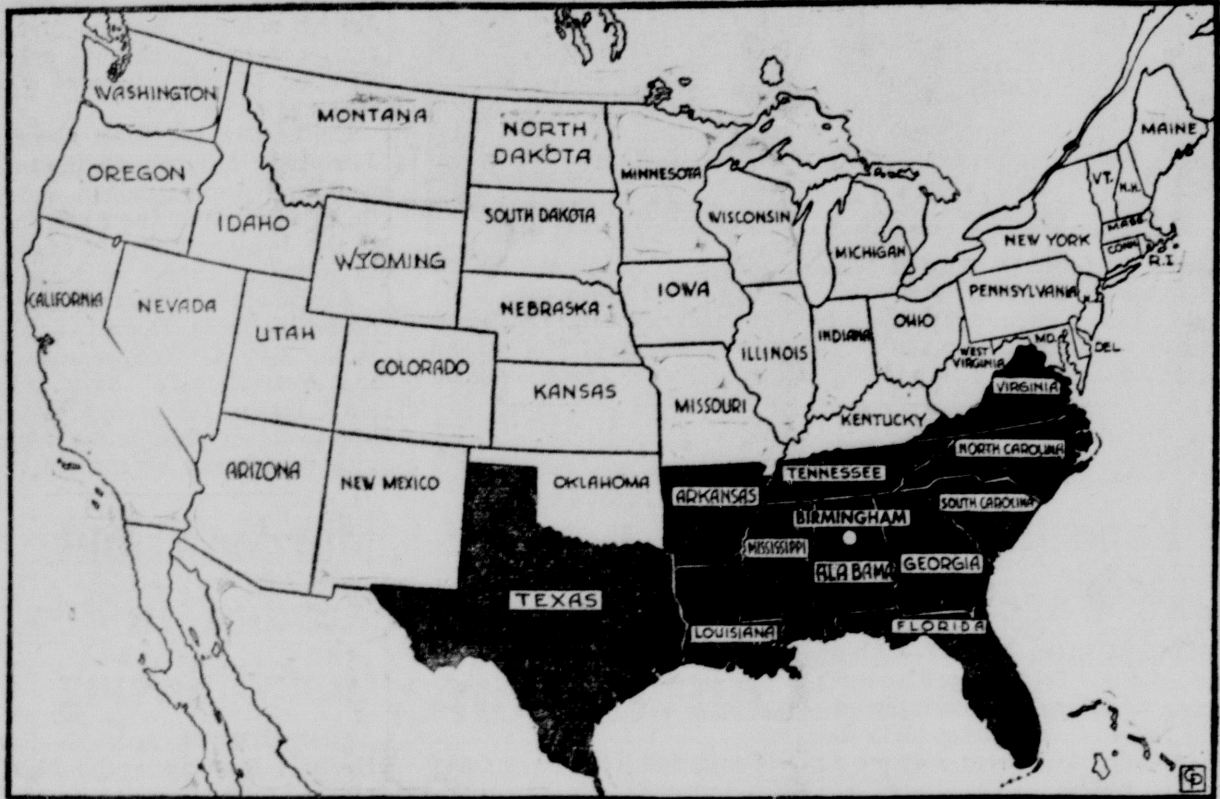 WASHINGTON
MONTANA
NORTH
DAKOTA
MINNESOTA
MAINE
OREGON
IDAHO
SOUTH DAKOTA
WISCONSIN
MICHIGAN
VT.
N.H.
MASS
NEW YORK
CONN
R.I.
WYOMING
CALIFORNIA
NEVADA
UTAH
NEBRASKA
IOWA
PENNSYLVANIA
OHIO
INDIANA
ILLINOIS
WEST
VIRGINIA
MD.
DEL
COLORADO
KANSAS
MISSOURI
KENTUCKY
VIRGINIA
ARIZONA
NEW MEXICO
OKLAHOMA
ARKANSAS
TENNESSEE
NORTH CAROLINA
SOUTH CAROLINA
BIRMINGHAM
MISSISSIPPI
ALABAMA
GEORGIA
TEXAS
LOUISIANA
FLORIDA
CP